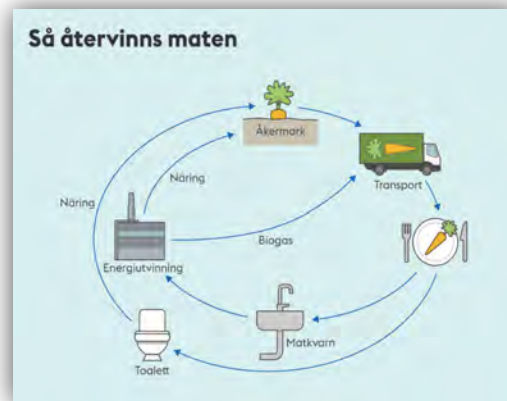 Så återvinns maten
Åkermark
Transport
Näring
Näring
Biogas
Energiutvinning
Matkvarn
Toalett